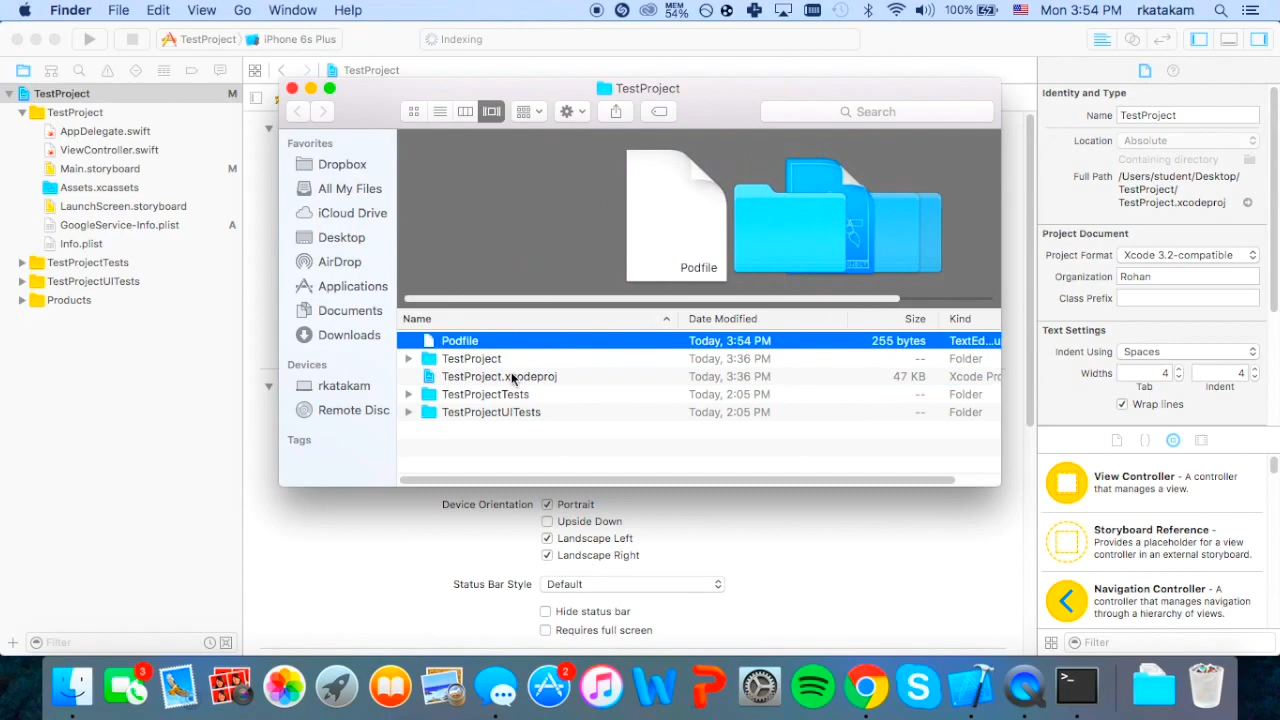 Finder File Edit View Go Window Help MEM 54% 100% Mon 3:54 PM rkatakam
TestProject iPhone 6s Plus Indexing
TestProject
TestProject M
TestProject
AppDelegate.swift
ViewController.swift
Main.storyboard M
Assets.xcassets
LaunchScreen.storyboard
GoogleService-Info.plist A
Info.plist
TestProjectTests
TestProjectUITests
Products
Filter
TestProject
Search
Favorites
Dropbox
All My Files
iCloud Drive
Desktop
AirDrop
Applications
Documents
Downloads
Devices
rkatakam
Remote Disc
Tags
Podfile
Name Date Modified Size Kind
Podfile Today, 3:54 PM 255 bytes TextEd...u
TestProject Today, 3:36 PM -- Folder
TestProject.xcodeproj Today, 3:36 PM 47 KB Xcode Pro
TestProjectTests Today, 2:05 PM -- Folder
TestProjectUITests Today, 2:05 PM -- Folder
Device Orientation Portrait
Upside Down
Landscape Left
Landscape Right
Status Bar Style Default
Hide status bar
Requires full screen
Identity and Type
Name TestProject
Location Absolute
Containing directory
Full Path /Users/student/Desktop/
TestProject/
TestProject.xcodeproj
Project Document
Project Format Xcode 3.2-compatible
Organization Rohan
Class Prefix
Text Settings
Indent Using Spaces
Widths 4 4
Tab Indent
Wrap lines
View Controller - A controller
that manages a view.
Storyboard Reference -
Provides a placeholder for a
view controller in an external storyboard.
Navigation Controller - A
controller that manages navigation
through a hierarchy of views.
Filter
3
2